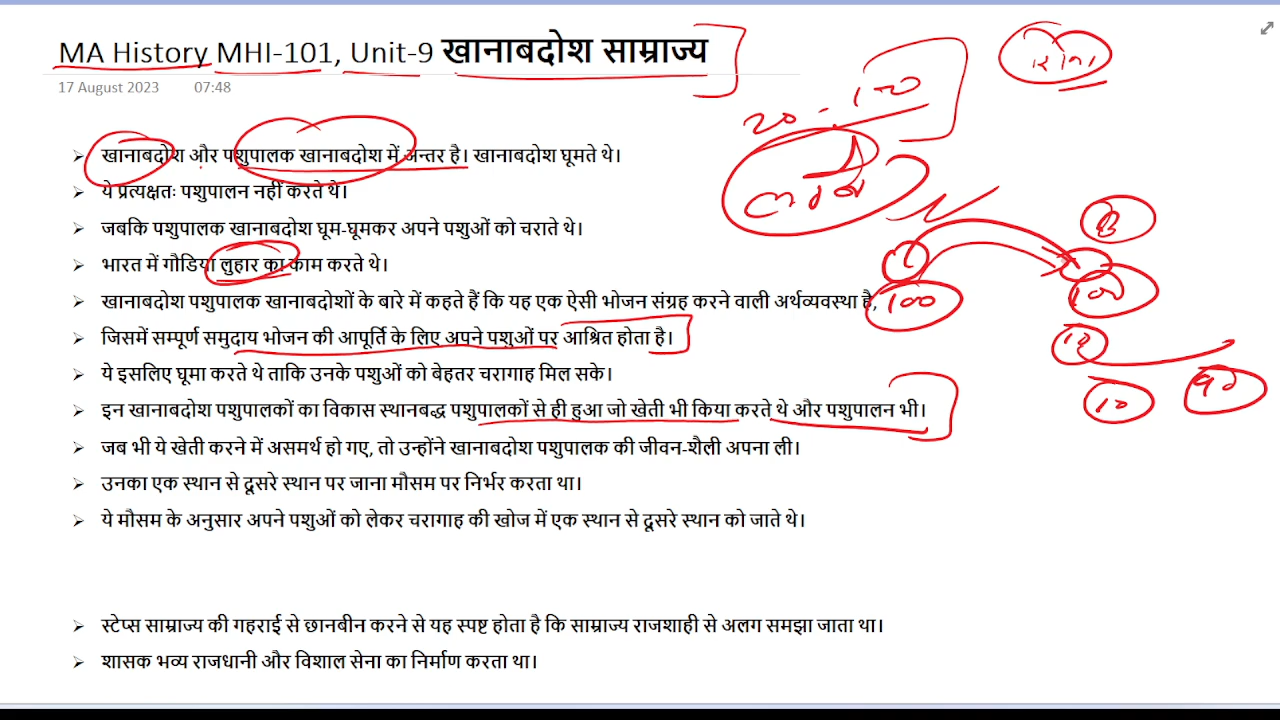 MA History MHI-101, Unit-9 खानाबदोश साम्राज्य
17 August 2023 07:48
20 - 100
➢ खानाबदोश और पशुपालक खानाबदोश में अन्तर है। खानाबदोश घूमते थे।
➢ ये प्रत्यक्षतः पशुपालन नहीं करते थे।
➢ जबकि पशुपालक खानाबदोश घूम-घूमकर अपने पशुओं को चराते थे।
➢ भारत में गौडिया लुहार का काम करते थे।
➢ खानाबदोश पशुपालक खानाबदोशों के बारे में कहते हैं कि यह एक ऐसी भोजन संग्रह करने वाली अर्थव्यवस्था है,
100
100
➢ जिसमें सम्पूर्ण समुदाय भोजन की आपूर्ति के लिए अपने पशुओं पर आश्रित होता है।
➢ ये इसलिए घूमा करते थे ताकि उनके पशुओं को बेहतर चरागाह मिल सके।
➢ इन खानाबदोश पशुपालकों का विकास स्थानबद्ध पशुपालकों से ही हुआ जो खेती भी किया करते थे और पशुपालन भी।
10
90
➢ जब भी ये खेती करने में असमर्थ हो गए, तो उन्होंने खानाबदोश पशुपालक की जीवन-शैली अपना ली।
➢ उनका एक स्थान से दूसरे स्थान पर जाना मौसम पर निर्भर करता था।
➢ ये मौसम के अनुसार अपने पशुओं को लेकर चरागाह की खोज में एक स्थान से दूसरे स्थान को जाते थे।
➢ स्टेप्स साम्राज्य की गहराई से छानबीन करने से यह स्पष्ट होता है कि साम्राज्य राजशाही से अलग समझा जाता था।
➢ शासक भव्य राजधानी और विशाल सेना का निर्माण करता था।